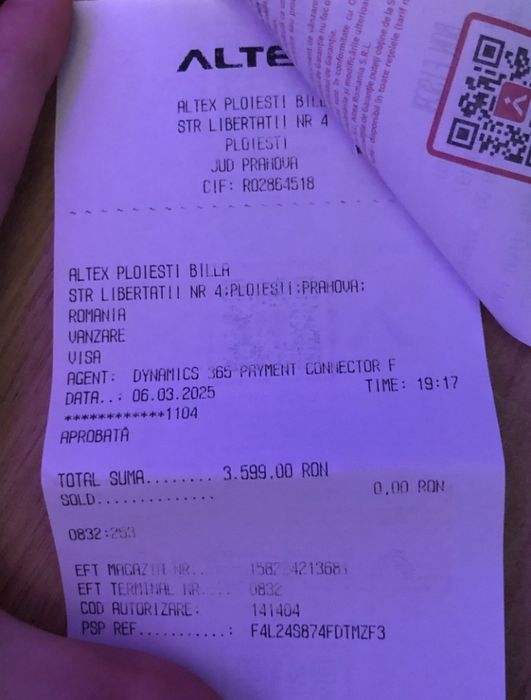 ALTE
ALTEX PLOIESTI BILL
STR LIBERTATII NR 4
PLOIESTI
JUD PRAHOVA
CIF: RO2864518
ALTEX PLOIESTI BILLA
STR LIBERTATII NR 4;PLOIESTI;PRAHOVA;
ROMANIA
VANZARE
VISA
AGENT: DYNAMICS 365 PAYMENT CONNECTOR F
DATA..: 06.03.2025 TIME: 19:17
************1104
APROBATĂ
TOTAL SUMA........ 3.599.00 RON
SOLD.............. 0.00 RON
0832:253
EFT MAGAZIN NR..
EFT TERMINAL NR.... 0832
COD AUTORIZARE: 141404
PSP REF...........: F4L24S874FDTMZF3